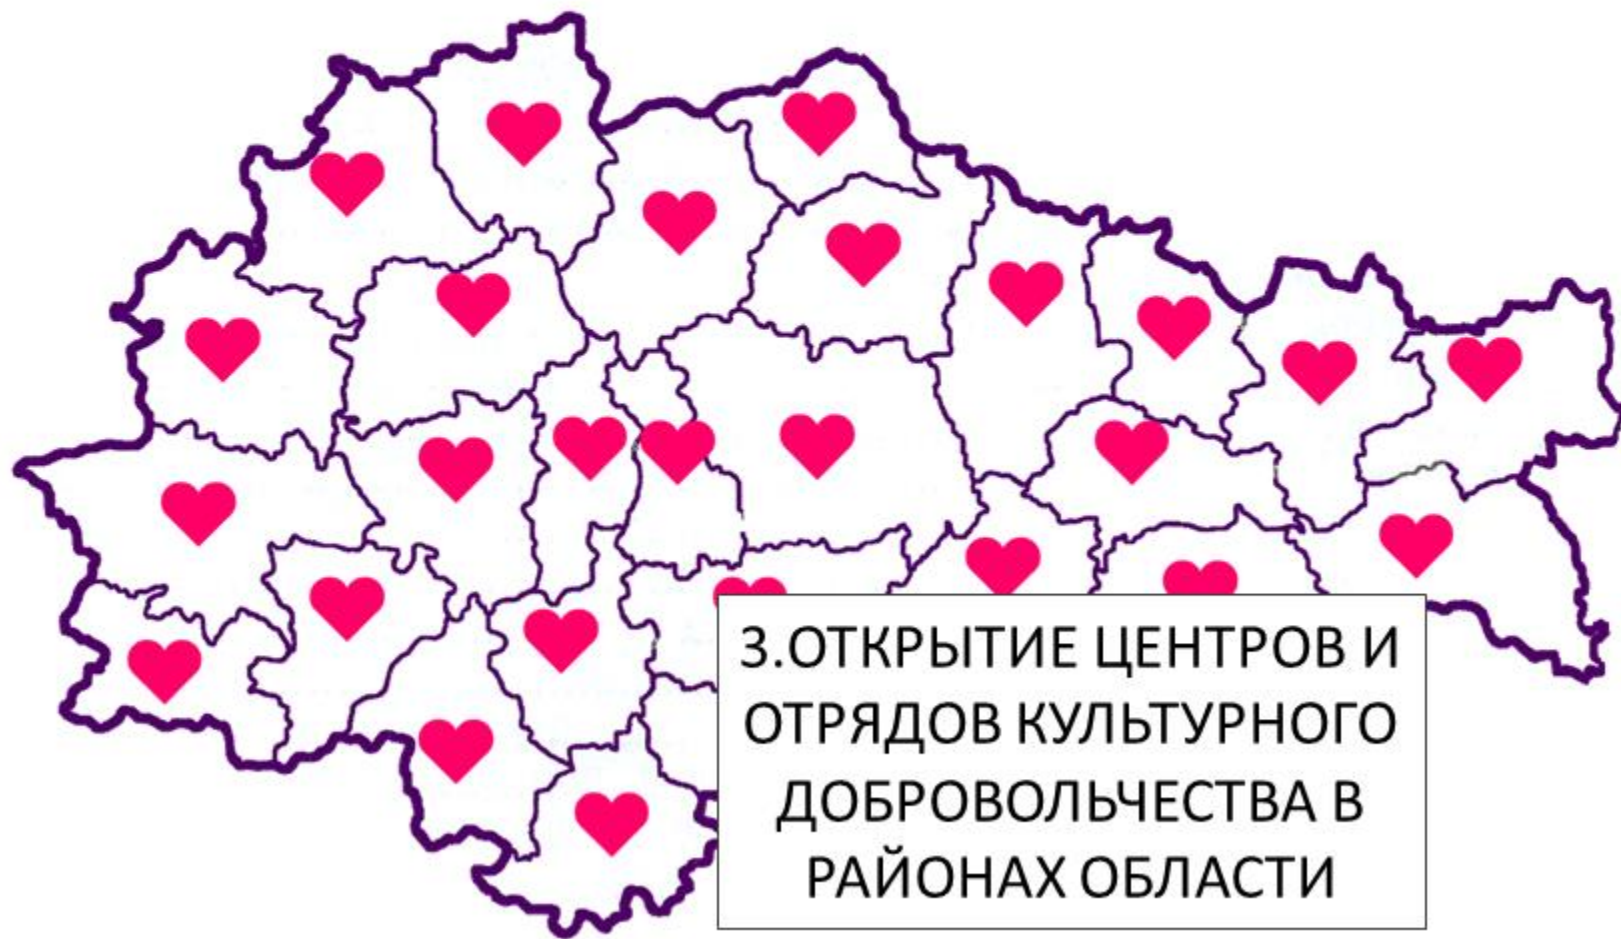 3.ОТКРЫТИЕ ЦЕНТРОВ И
ОТРЯДОВ КУЛЬТУРНОГО
ДОБРОВОЛЬЧЕСТВА В
РАЙОНАХ ОБЛАСТИ